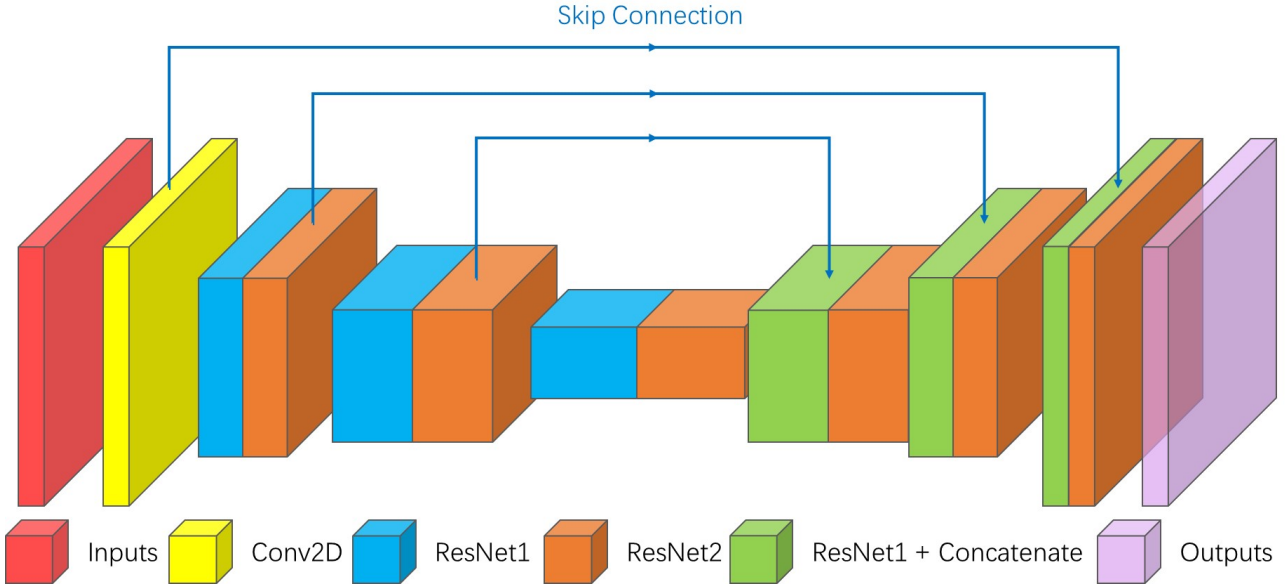 Skip Connection
Inputs Conv2D ResNet1 ResNet2 ResNet1 + Concatenate Outputs